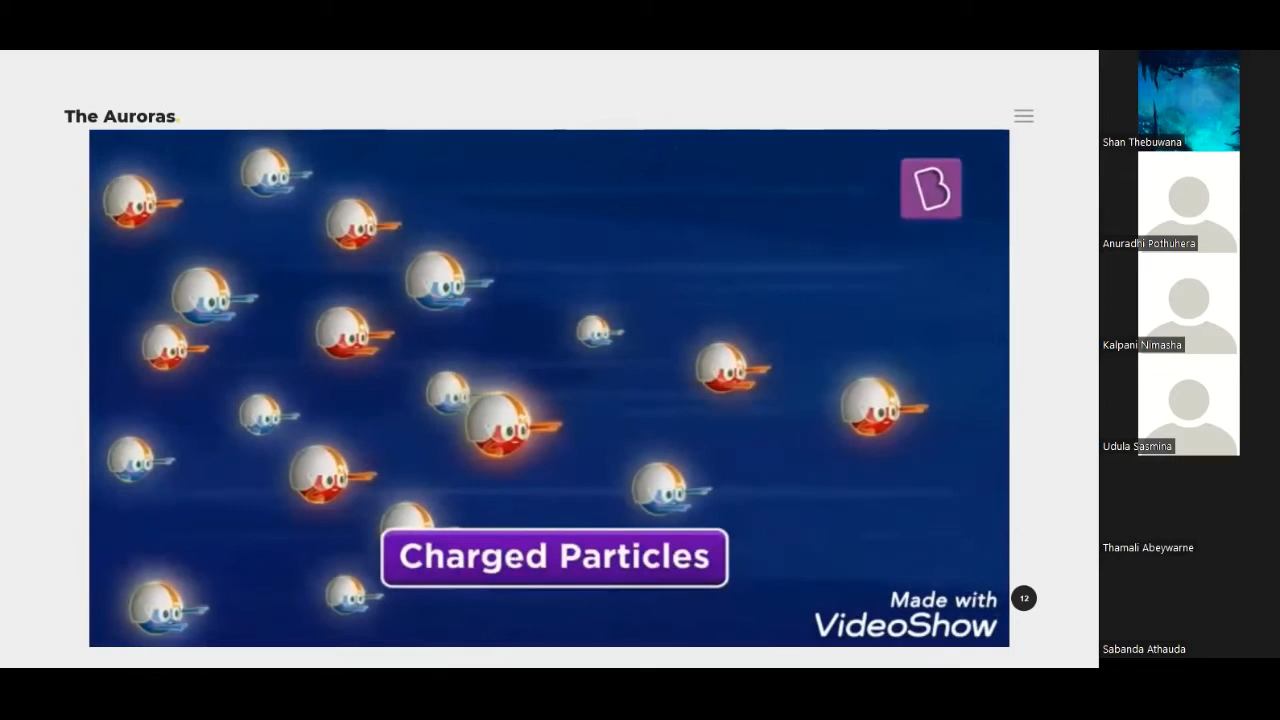 The Auroras.
B
Charged Particles
Made with
VideoShow
12
Shan Thebuwana
Anuradhi Pothuhera
Kalpani Nimasha
Udula Sasmina
Thamali Abeywarne
Sabanda Athauda